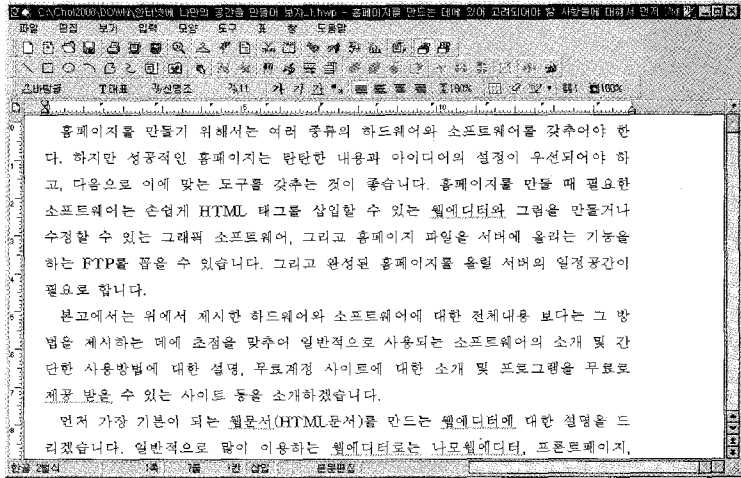 C:\Chol2000\DOWN\인터넷에 나만의 공간을 만들어 보자_1.hwp - 홈페이지를 만드는 데에 있어 고려되어야 할 사항들에 대해서 먼저
파일 편집 보기 입력 모양 도구 표 창 도움말
바탕글 대표 신명조 11 가 가 가 180% 100%
홈페이지를 만들기 위해서는 여러 종류의 하드웨어와 소프트웨어를 갖추어야 한
다. 하지만 성공적인 홈페이지는 탄탄한 내용과 아이디어의 설정이 우선되어야 하
고, 다음으로 이에 맞는 도구를 갖추는 것이 좋습니다. 홈페이지를 만들 때 필요한
소프트웨어는 손쉽게 HTML 태그를 삽입할 수 있는 웹에디터와 그림을 만들거나
수정할 수 있는 그래픽 소프트웨어, 그리고 홈페이지 파일을 서버에 올리는 기능을
하는 FTP를 꼽을 수 있습니다. 그리고 완성된 홈페이지를 올릴 서버의 일정공간이
필요로 합니다.
본고에서는 위에서 제시한 하드웨어와 소프트웨어에 대한 전체내용 보다는 그 방
법을 제시하는 데에 초점을 맞추어 일반적으로 사용되는 소프트웨어의 소개 및 간
단한 사용방법에 대한 설명, 무료계정 사이트에 대한 소개 및 프로그램을 무료로
제공 받을 수 있는 사이트 등을 소개하겠습니다.
먼저 가장 기본이 되는 웹문서(HTML문서)를 만드는 웹에디터에 대한 설명을 드
리겠습니다. 일반적으로 많이 이용하는 웹에디터로는 나모웹에디터, 프론트페이지,
한글 2벌식 1쪽 7줄 1칸 삽입 본문편집